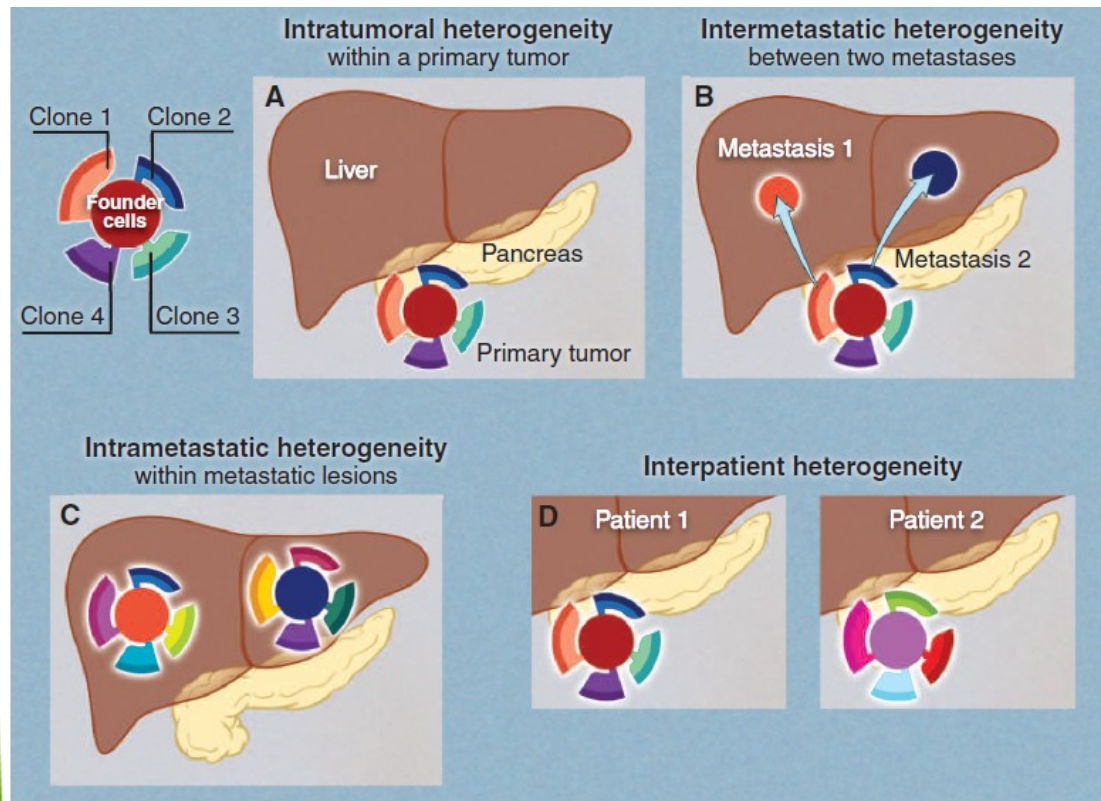 Intratumoral heterogeneity
within a primary tumor
Intermetastatic heterogeneity
between two metastases
Clone 1
Clone 2
Founder
cells
Clone 4
Clone 3
A
Liver
Pancreas
Primary tumor
B
Metastasis 1
Metastasis 2
Intrametastatic heterogeneity
within metastatic lesions
C
Interpatient heterogeneity
D
Patient 1
Patient 2